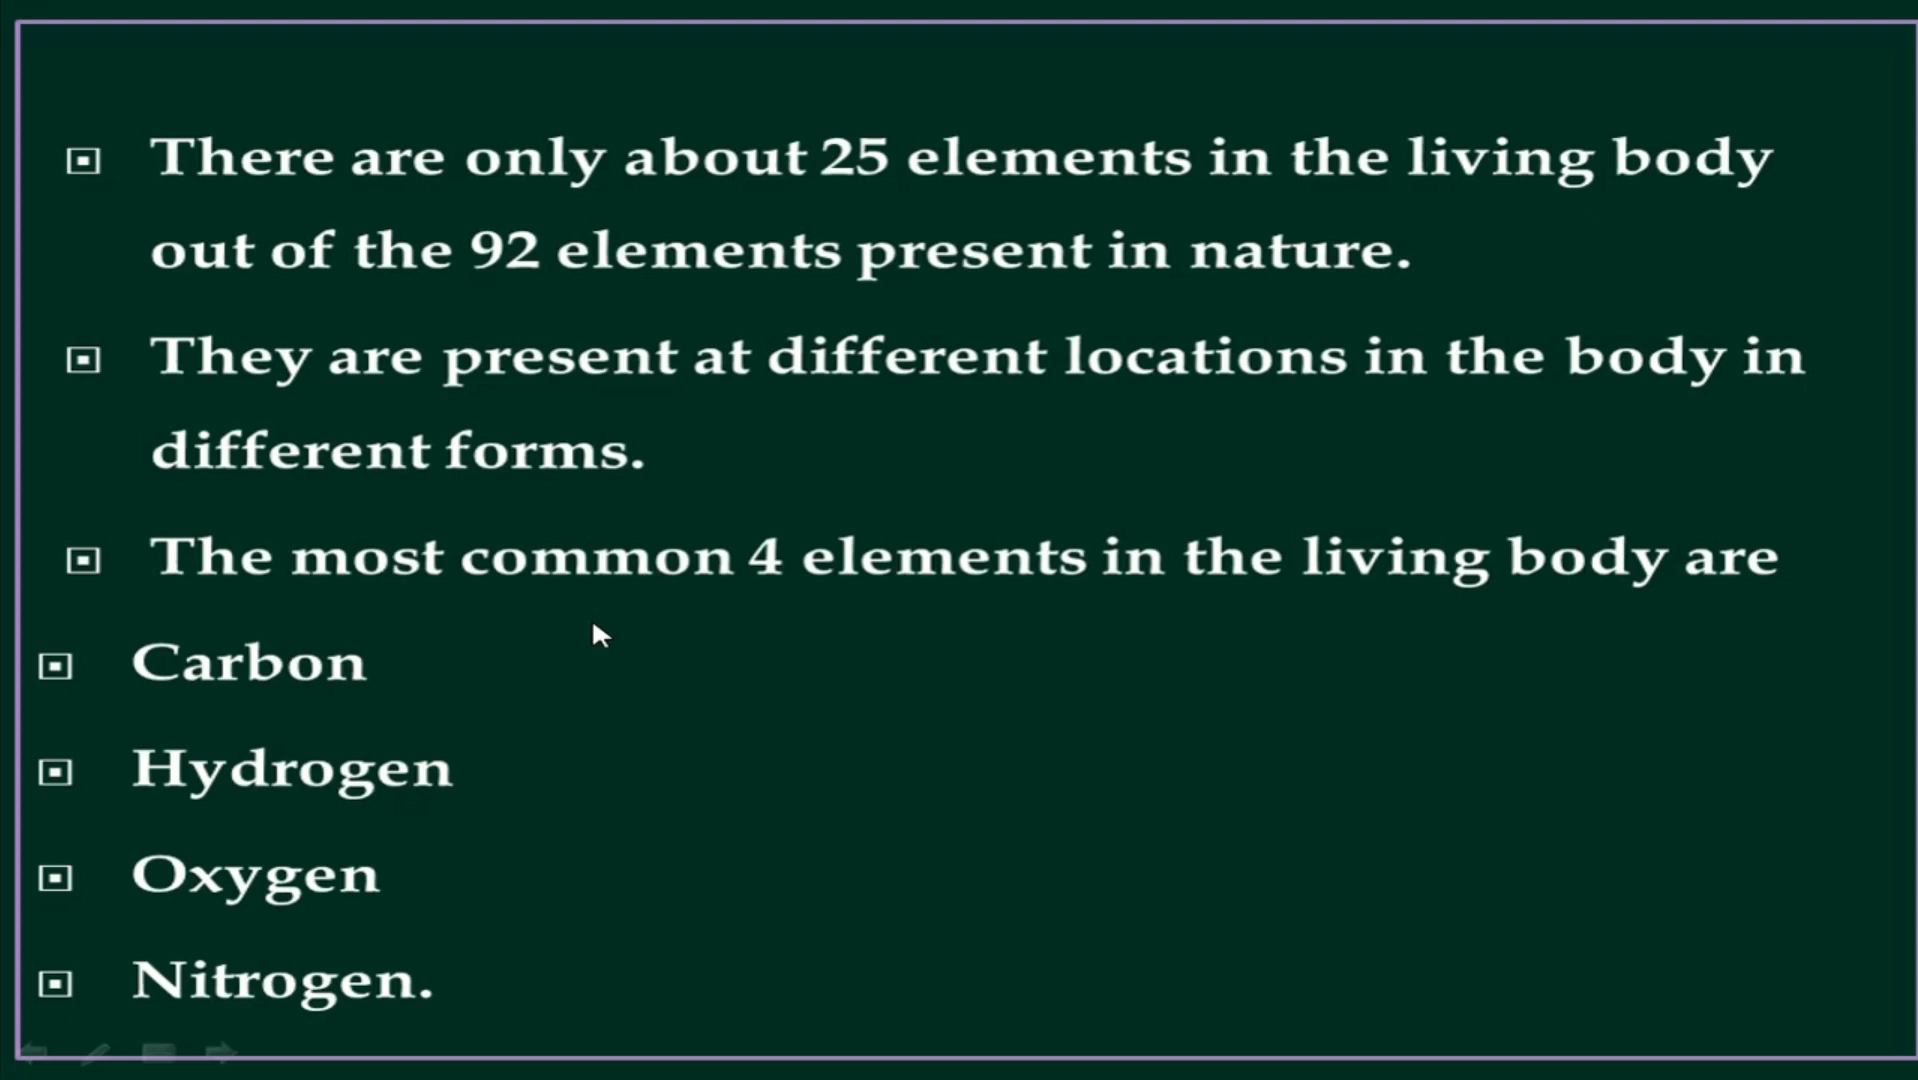 There are only about 25 elements in the living body
out of the 92 elements present in nature.
They are present at different locations in the body in
different forms.
The most common 4 elements in the living body are
Carbon
Hydrogen
Oxygen
Nitrogen.